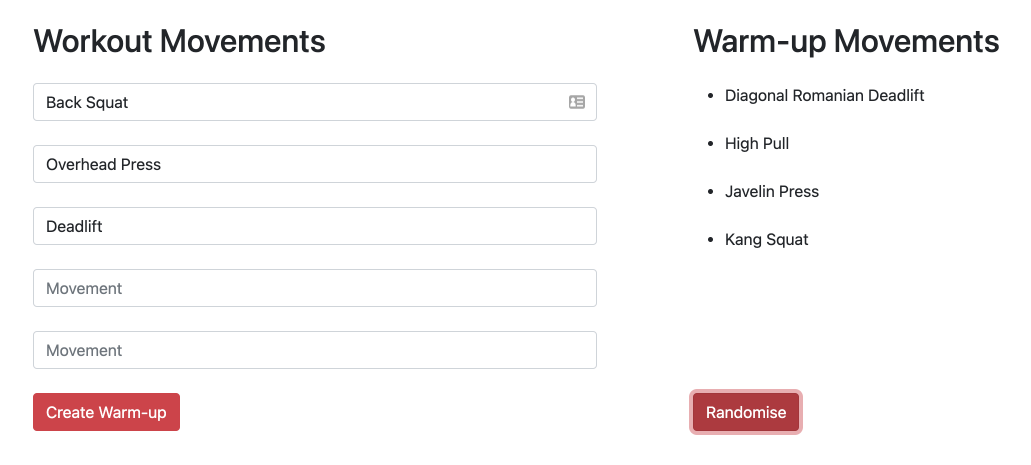 Workout Movements
Back Squat
Overhead Press
Deadlift
Movement
Movement
Create Warm-up
Warm-up Movements
Diagonal Romanian Deadlift
High Pull
Javelin Press
Kang Squat
Randomise